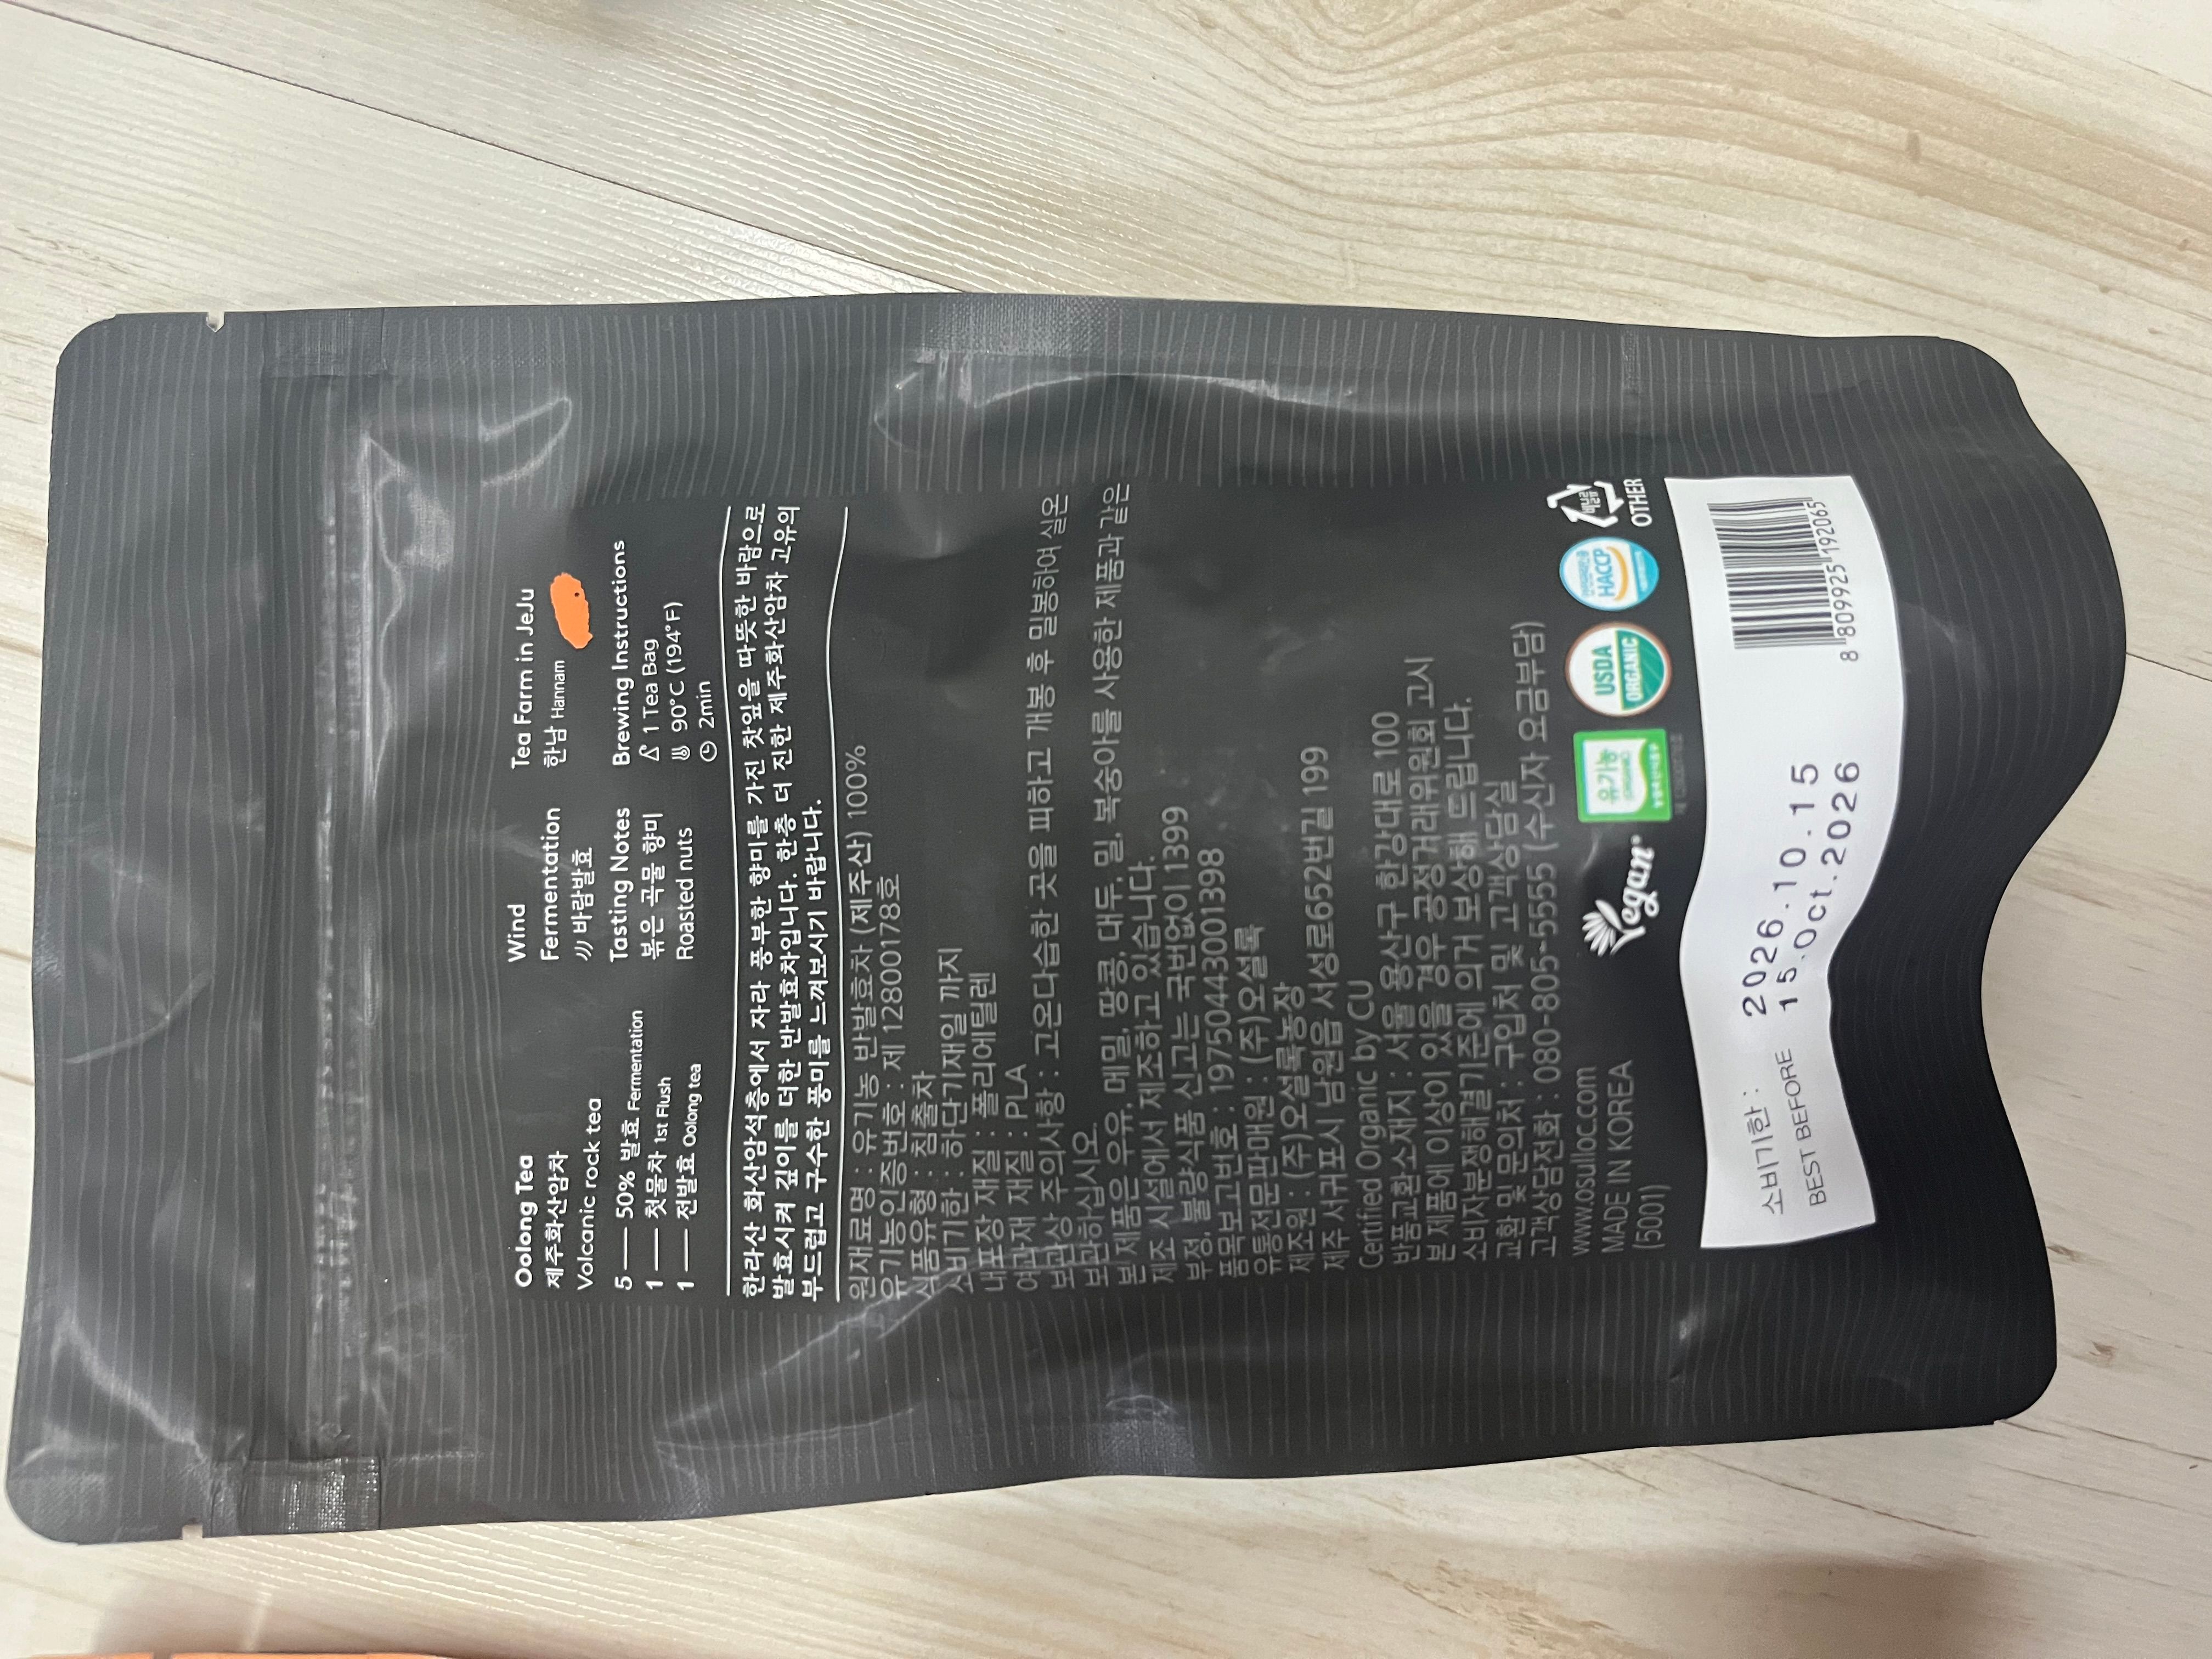 Oolong Tea
제주화산암차
Volcanic rock tea
5 — 50% 발효 Fermentation
1 — 첫물차 1st Flush
1 — 전발효 Oolong tea
Wind
Fermentation
바람발효
Tasting Notes
볶은 곡물 향미
Roasted nuts
Tea Farm in JeJu
한남 Hannam
Brewing Instructions
1 Tea Bag
90°C (194°F)
2min
한라산 화산암석층에서 자라 풍부한 향미를 가진 찻잎을 따뜻한 바람으로
발효시켜 깊이를 더한 반발효차입니다. 한층 더 진한 제주화산암차 고유의
부드럽고 구수한 풍미를 느껴보시기 바랍니다.
원재료명 : 유기농 반발효차 (제주산) 100%
유기농인증번호 : 제 12800178호
식품유형 : 침출차
소비기한 : 하단기재일 까지
내포장 재질 : 폴리에틸렌
여과재 재질 : PLA
보관상 주의사항 : 고온다습한 곳을 피하고 개봉 후 밀봉하여 실온
보관하십시오.
본 제품은 우유, 메밀, 땅콩, 대두, 밀, 복숭아를 사용한 제품과 같은
제조 시설에서 제조하고 있습니다.
부정, 불량식품 신고는 국번없이 1399
품목보고번호 : 19750443001398
유통전문판매원 : (주)오설록
제조원 : (주)오설록농장
제주 서귀포시 남원읍 서성로652번길 199
Certified Organic by CU
반품교환소재지 : 서울 용산구 한강대로 100
본 제품에 이상이 있을 경우 공정거래위원회 고시
소비자분쟁해결기준에 의거 보상해 드립니다.
교환 및 문의처 : 구입처 및 고객상담실
고객상담전화 : 080-805-5555 (수신자 요금부담)
www.osulloc.com
MADE IN KOREA
(5001)
Vegan
유기농
(ORGANIC)
농림축산식품부
USDA
ORGANIC
HACCP
비닐류
OTHER
소비기한 : 2026.10.15
BEST BEFORE 15.Oct.2026
8 809925 192065